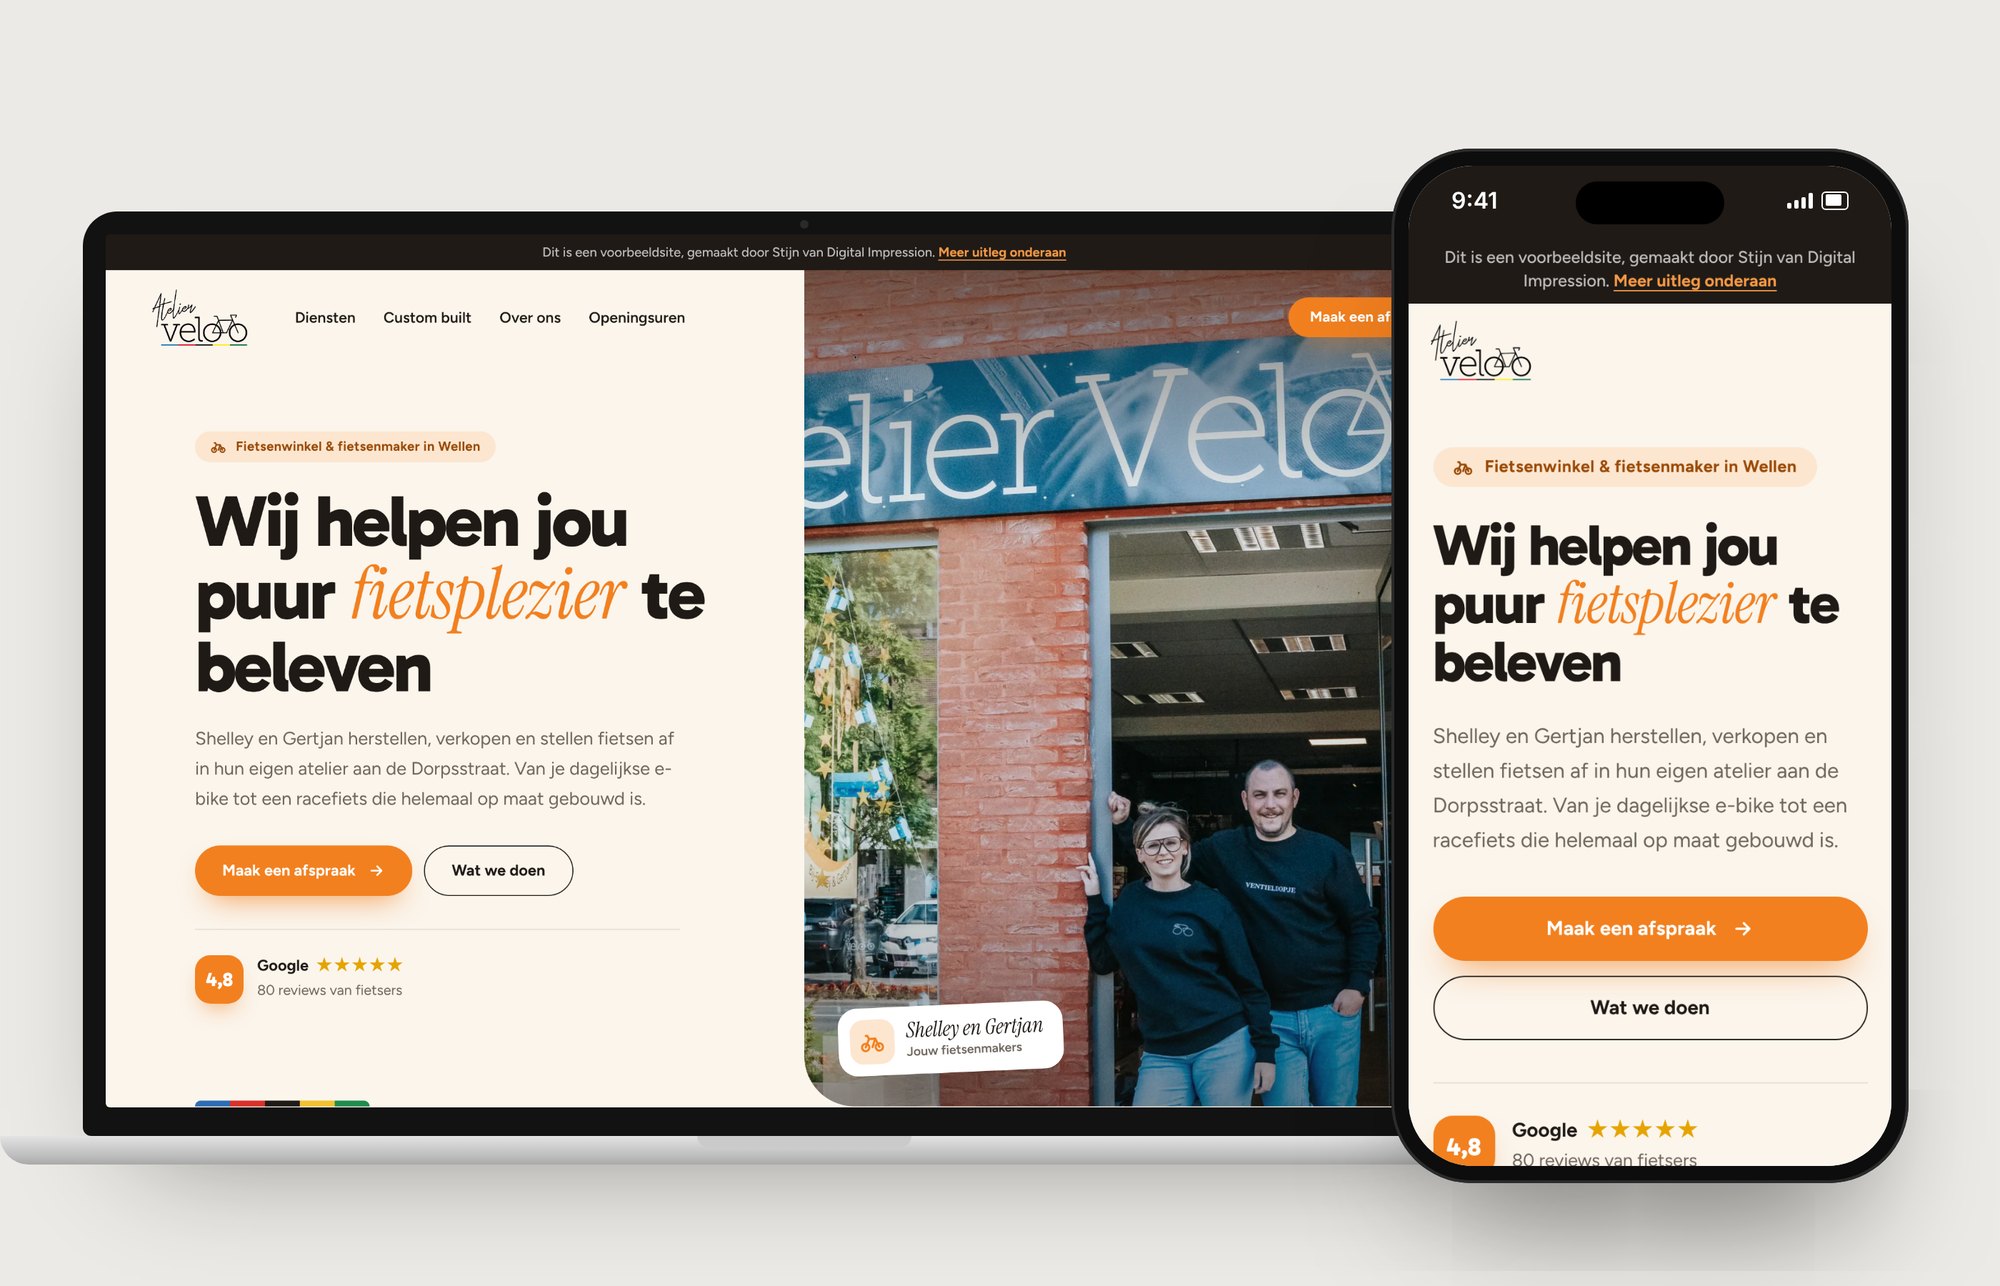 Dit is een voorbeeldsite, gemaakt door Stijn van Digital Impression. Meer uitleg onderaan
Atelier
velo
Diensten
Custom built
Over ons
Openingsuren
Maak een af
elier Velo
Fietsenwinkel & fietsenmaker in Wellen
Wij helpen jou
puur fietsplezier te
beleven
Shelley en Gertjan herstellen, verkopen en stellen fietsen af
in hun eigen atelier aan de Dorpsstraat. Van je dagelijkse e-
bike tot een racefiets die helemaal op maat gebouwd is.
Maak een afspraak →
Wat we doen
4,8
Google ★★★★★
80 reviews van fietsers
VENTIELDOPJE
Shelley en Gertjan
Jouw fietsenmakers
9:41
Dit is een voorbeeldsite, gemaakt door Stijn van Digital
Impression. Meer uitleg onderaan
Atelier
velo
Fietsenwinkel & fietsenmaker in Wellen
Wij helpen jou
puur fietsplezier te
beleven
Shelley en Gertjan herstellen, verkopen en
stellen fietsen af in hun eigen atelier aan de
Dorpsstraat. Van je dagelijkse e-bike tot een
racefiets die helemaal op maat gebouwd is.
Maak een afspraak →
Wat we doen
4,8
Google ★★★★★
80 reviews van fietsers